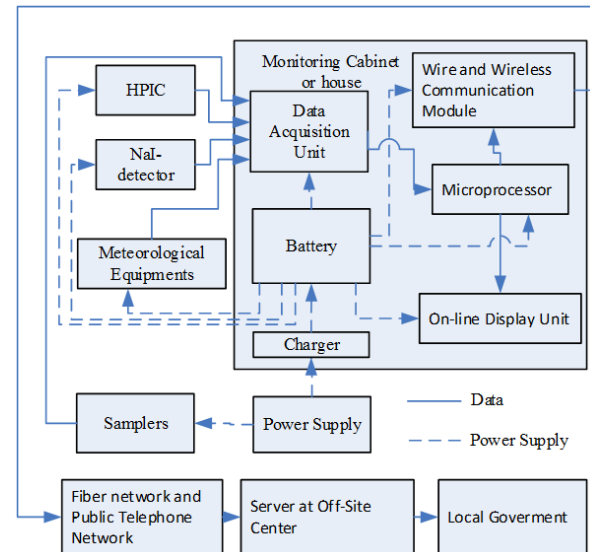 Monitoring Cabinet
or house
HPIC
Data
Acquisition
Unit
Wire and Wireless
Communication
Module
NaI-
detector
Microprocessor
Meteorological
Equipments
Battery
On-line Display Unit
Charger
Samplers
Power Supply
Data
Power Supply
Fiber network and
Public Telephone
Network
Server at Off-Site
Center
Local Goverment